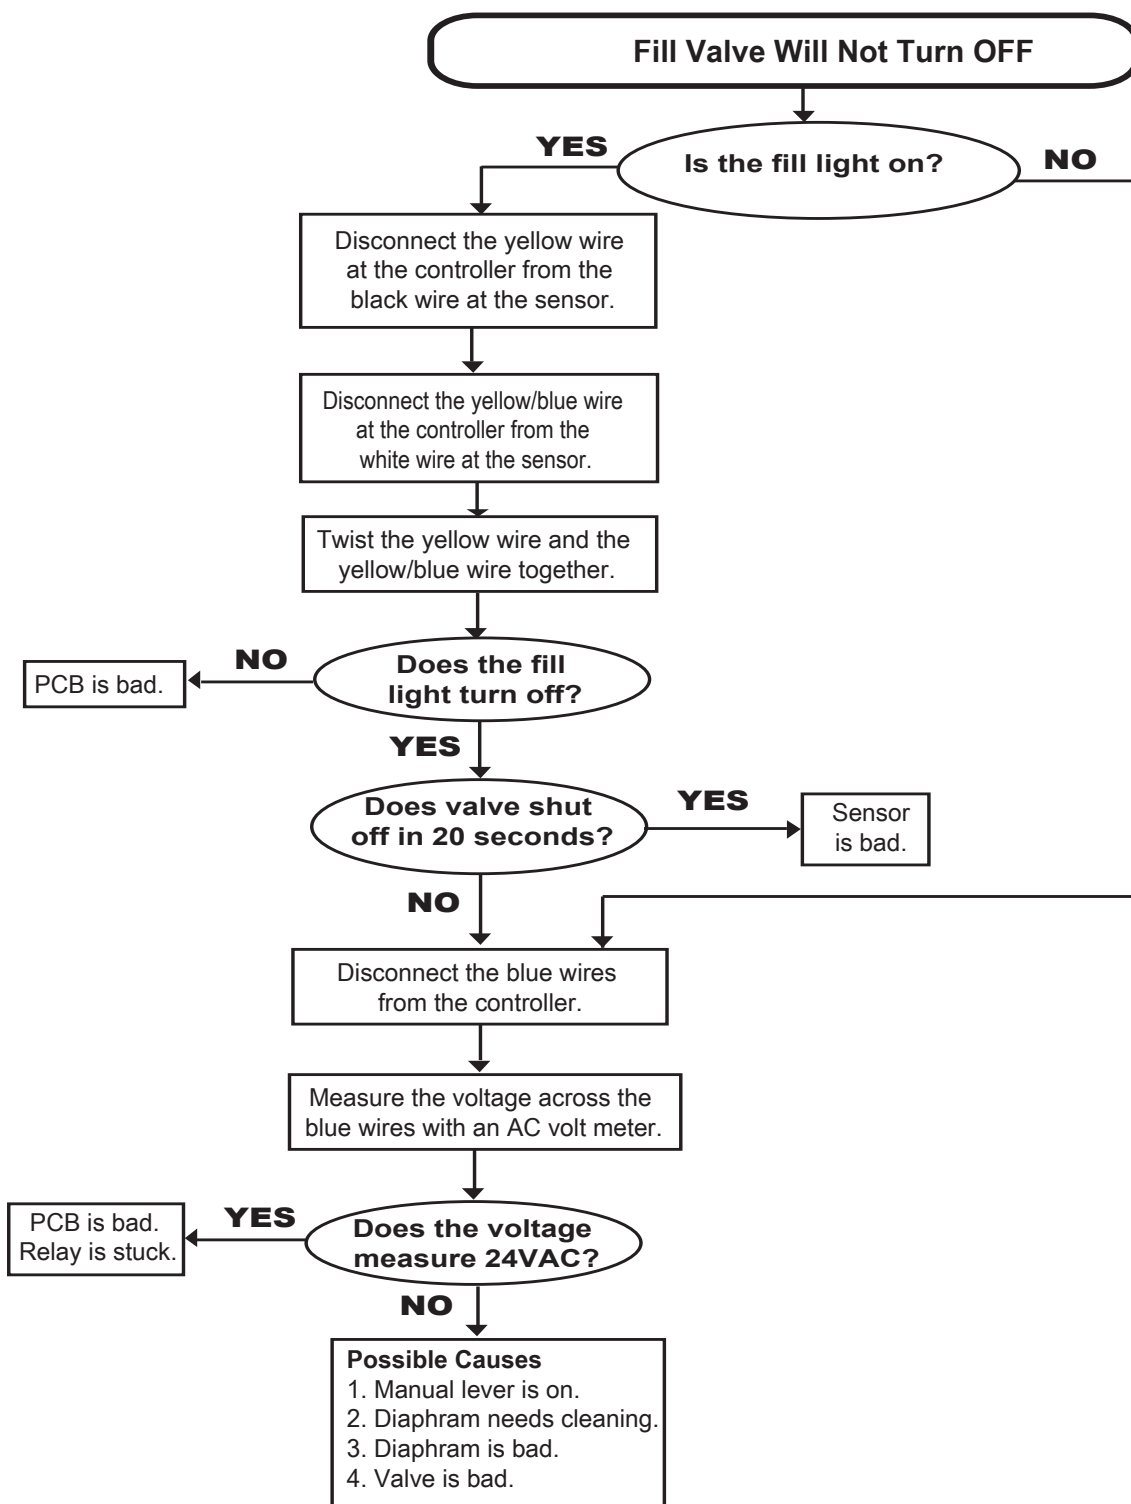 Fill Valve Will Not Turn OFF
YES
Is the fill light on?
NO
Disconnect the yellow wire
at the controller from the
black wire at the sensor.
Disconnect the yellow/blue wire
at the controller from the
white wire at the sensor.
Twist the yellow wire and the
yellow/blue wire together.
NO
Does the fill
light turn off?
PCB is bad.
YES
Does valve shut
off in 20 seconds?
YES
Sensor
is bad.
NO
Disconnect the blue wires
from the controller.
Measure the voltage across the
blue wires with an AC volt meter.
PCB is bad.
Relay is stuck.
YES
Does the voltage
measure 24VAC?
NO
Possible Causes
1. Manual lever is on.
2. Diaphram needs cleaning.
3. Diaphram is bad.
4. Valve is bad.